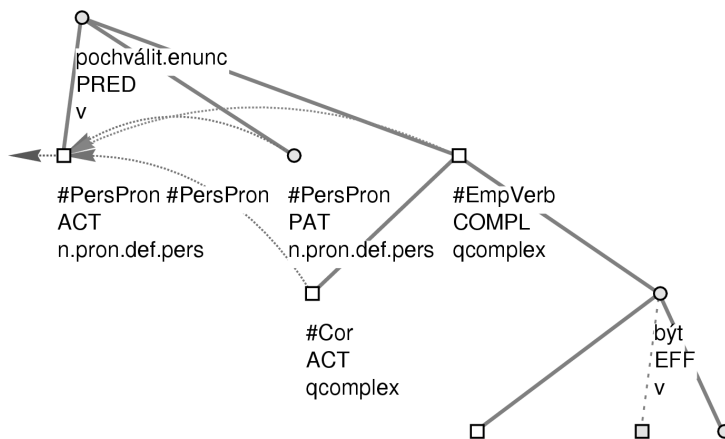 pochválit.enunc
PRED
v
#PersPron #PersPron
ACT
n.pron.def.pers
#PersPron
PAT
n.pron.def.pers
#EmpVerb
COMPL
qcomplex
#Cor
ACT
qcomplex
být
EFF
v